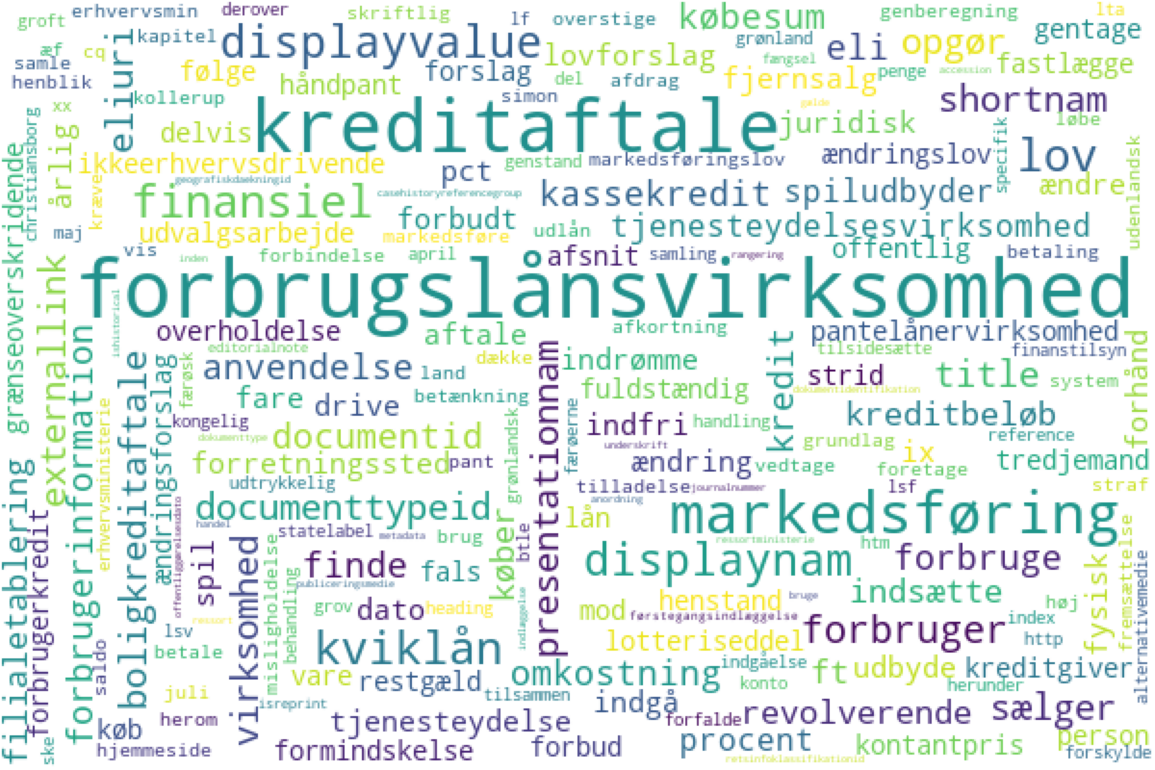 groft
erhvervsmin
derover
skriftlig
lf
overstige
købesum
genberegning
lta
gentage
æf
cq
kapitel
displayvalue
lovforslag
grønland
eli
opgør
samle
henblik
eliuri
følge
håndpant
forslag
del
afdrag
fængsel
fjernsalg
penge
accession
fastlægge
xx
kollerup
simon
galde
shortnam
christiansborg
årlig
delvis
kreditaftale
juridisk
specifik
løbe
ikkeerhvervsdrivende
pct
genstand
markedsføringslov
ændringslov
lov
kræver
geografiskdaekningid
casehistoryreferencegroup
kassekredit
spiludbyder
ændre
udenlandsk
finansiel
forbudt
tjenesteydelsesvirksomhed
maj
udvalgsarbejde
markedsføre
udlån
offentlig
betaling
vis
inden
forbindelse
april
afsnit
samling
rangering
grænseoverskridende
forbrugslånsvirksomhed
externallink
ishistorical
overholdelse
aftale
afkortning
pantelånervirksomhed
editorialnote
dække
indrømme
tilsidesætte
finanstilsyn
forbrugerinformation
boligkreditaftale
ændringsforslag
færøsk
anvendelse
land
presentationnam
fuldstændig
kredit
strid
title
system
forhånd
fare
drive
betænkning
dokumentidentifikation
kongelig
færøerne
indfri
handling
kreditbeløb
erhvervsministerie
dokumenttype
documentid
underskrift
grundlag
ix
reference
forretningssted
pant
grønlandsk
ændring
vedtage
foretage
tredjemand
filialetablering
udtrykkelig
tilladelse
journalnummer
lsf
straf
forbrugerkredit
offentliggørelsesdato
documenttypeid
anordning
lån
markedsføring
handel
statelabel
metadata
brug
køber
btle
ressortministerie
htm
fremsættelse
spil
virksomhed
finde
fals
displaynam
forbruge
publiceringsmedie
mislighold­else
behandling
indsætte
fysisk
lsv
ressort
grov
dato
heading
indlæggelse
mod
henstand
bruge
høj
alternativemedie
førstegangsindlæggelse
forbruger
index
saldo
betale
kviklån
lotteriseddel
http
juli
vare
restgæld
omkostning
indgåelse
ft
udbyde
kreditgiver
isreprint
tilsammen
konto
herunder
køb
herom
tjenesteydelse
indgå
forfalde
revolverende
sælger
ske
hjemmeside
formindskelse
forbud
procent
kontantpris
person
retsinfoklassifikationid
forskylde